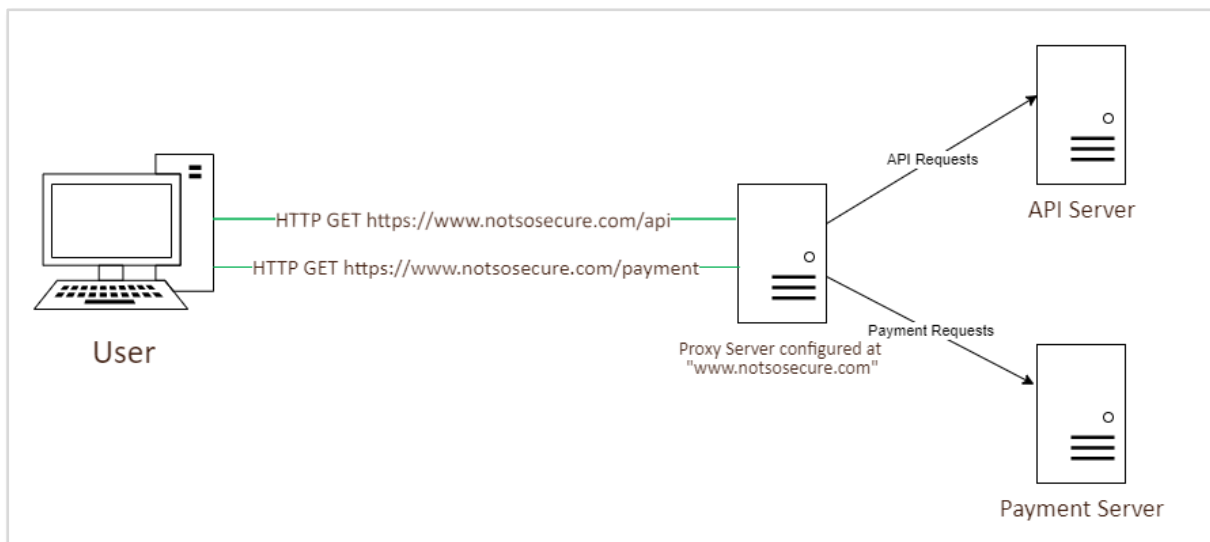 API Requests
API Server
HTTP GET https://www.notsosecure.com/api
HTTP GET https://www.notsosecure.com/payment
User
Proxy Server configured at
"www.notsosecure.com"
Payment Requests
Payment Server